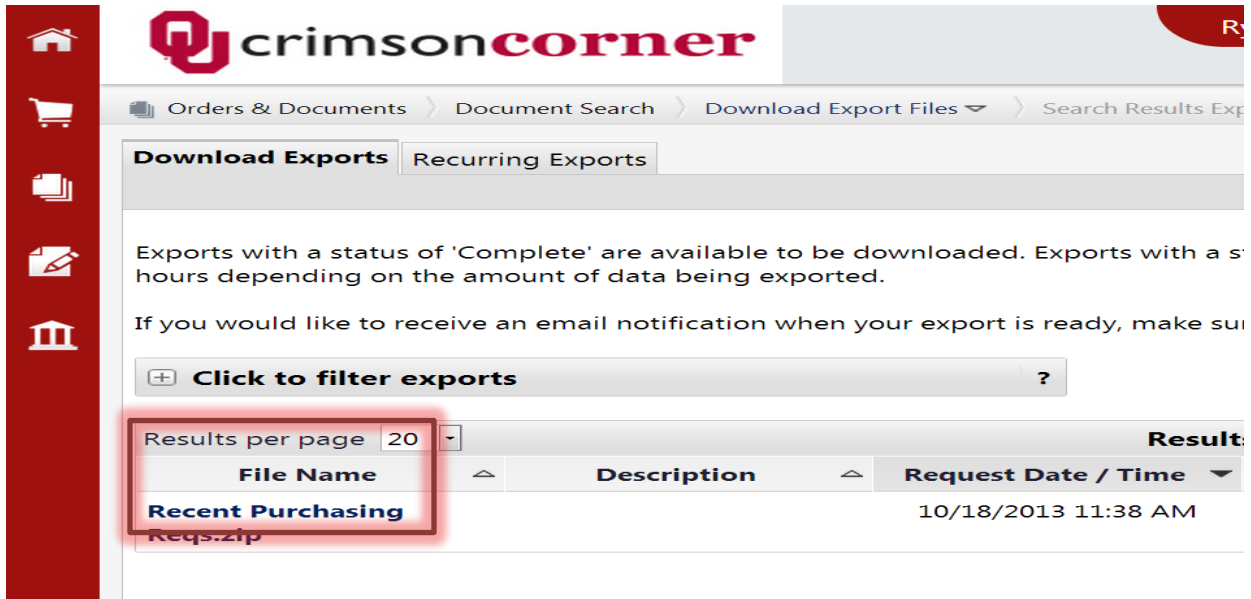 OU crimsoncorner
Ry
Orders & Documents Document Search Download Export Files Search Results Exp
Download Exports Recurring Exports
Exports with a status of 'Complete' are available to be downloaded. Exports with a st
hours depending on the amount of data being exported.
If you would like to receive an email notification when your export is ready, make sur
Click to filter exports ?
Results per page 20 Results
File Name Description Request Date / Time
Recent Purchasing 10/18/2013 11:38 AM
Reqs.zip